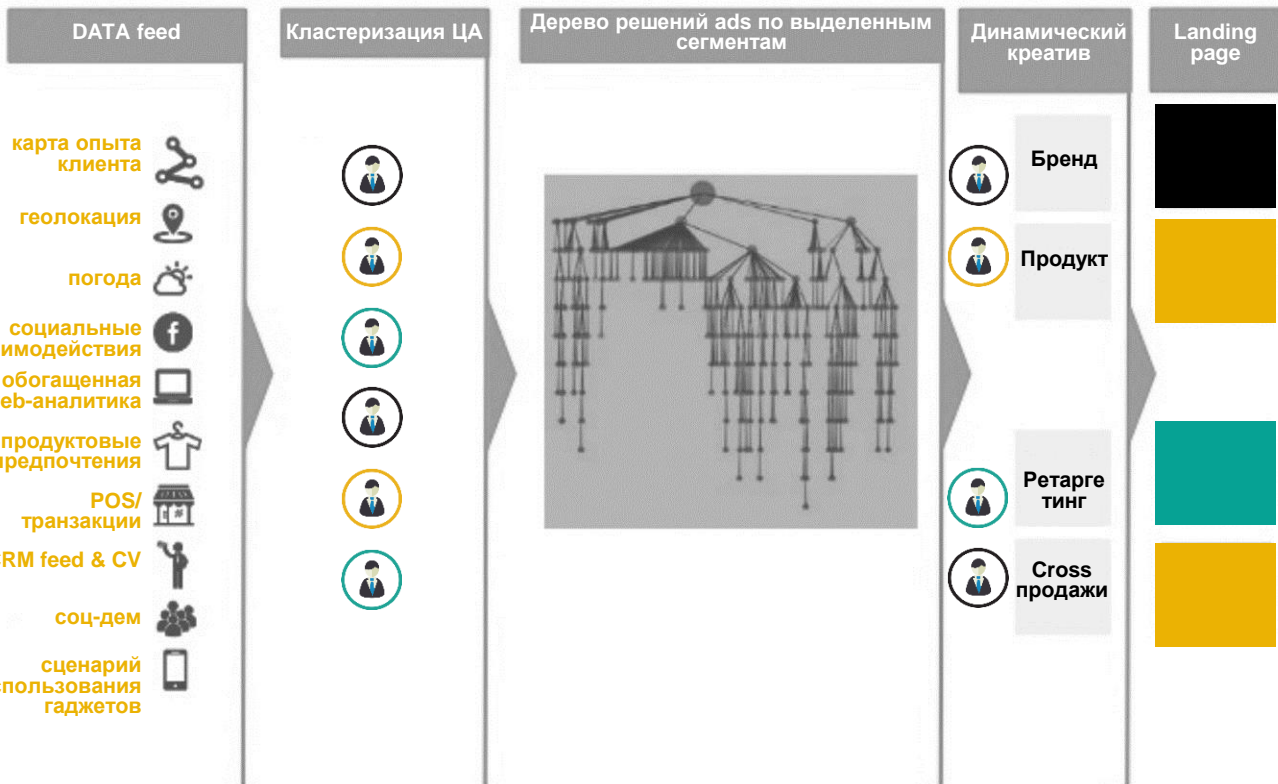 DATA feed
Кластеризация ЦА
Дерево решений ads по выделенным
сегментам
Динамический
креатив
Landing
page
карта опыта
клиента
геолокация
погода
социальные
имодействия
обогащенная
eb-аналитика
продуктовые
предпочтения
POS/
транзакции
CRM feed & CV
соц-дем
сценарий
спользования
гаджетов
Бренд
Продукт
Ретарге
тинг
Cross
продажи